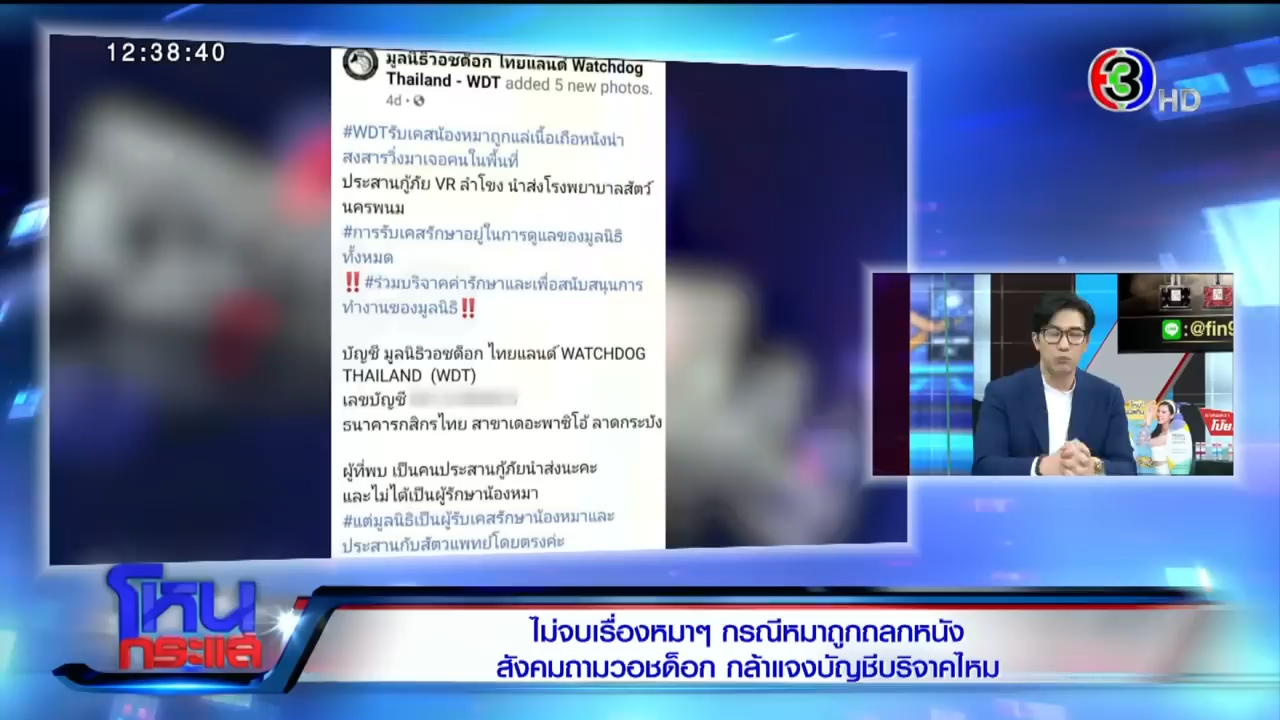 12:38:40
3 HD
มูลนิธิวอชด็อก ไทยแลนด์ Watchdog
Thailand - WDT added 5 new photos.
4d
#WDTรับเคสน้องหมาถูกแล่เนื้อเถือหนังน่า
สงสารวิ่งมาเจอคนในพื้นที่
ประสานกู้ภัย VR ลำโขง นำส่งโรงพยาบาลสัตว์
นครพนม
#การรับเคสรักษาอยู่ในการดูแลของมูลนิธิ
ทั้งหมด
‼️ #ร่วมบริจาคค่ารักษาและเพื่อสนับสนุนการ
ทำงานของมูลนิธิ‼️
บัญชี มูลนิธิวอชด็อก ไทยแลนด์ WATCHDOG
THAILAND (WDT)
เลขบัญชี
ธนาคารกสิกรไทย สาขาเดอะพาซิโอ้ ลาดกระบัง
ผู้ที่พบ เป็นคนประสานกู้ภัยนำส่งนะคะ
และไม่ได้เป็นผู้รักษาน้องหมา
#แต่มูลนิธิเป็นผู้รับเคสรักษาน้องหมาและ
ประสานกับสัตวแพทย์โดยตรงค่ะ
:@fin9
โหนกระแส
ไม่จบเรื่องหมาๆ กรณีหมาถูกถลกหนัง
สังคมถามวอชด็อก กล้าแจงบัญชีบริจาคไหม